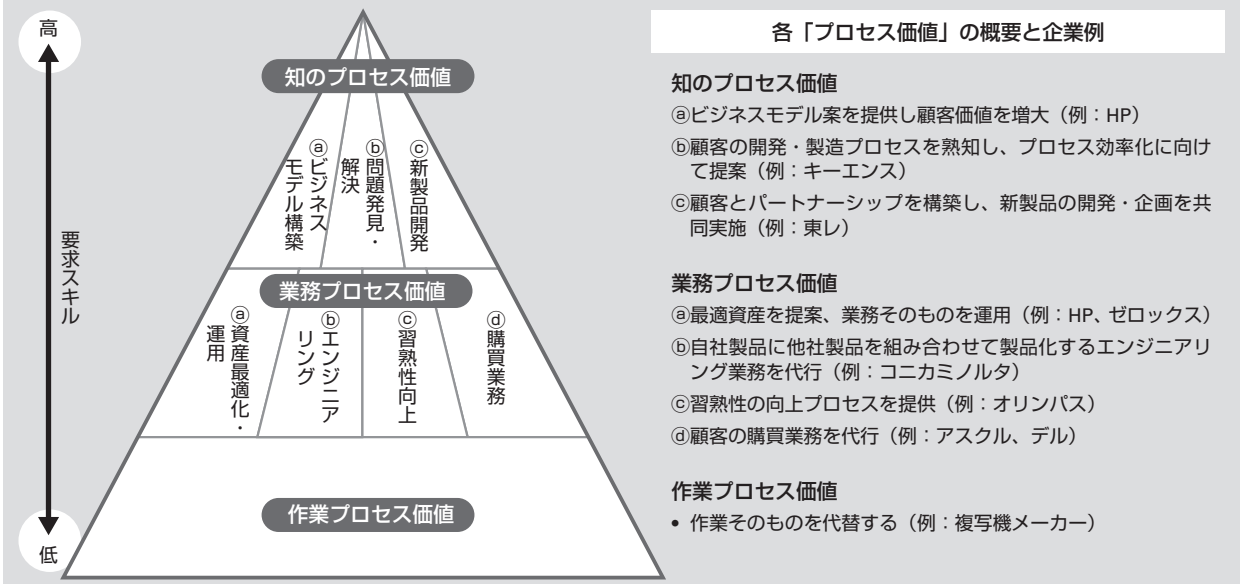 高
要求スキル
低
知のプロセス価値
ⓐビジネス
モデル構築
ⓑ問題発見・
解決
ⓒ新製品開発
業務プロセス価値
ⓐ資産最適化・
運用
ⓑエンジニア
リング
ⓒ習熟性向上
ⓓ購買業務
作業プロセス価値
各「プロセス価値」の概要と企業例
知のプロセス価値
ⓐビジネスモデル案を提供し顧客価値を増大（例：HP）
ⓑ顧客の開発・製造プロセスを熟知し、プロセス効率化に向け
て提案（例：キーエンス）
ⓒ顧客とパートナーシップを構築し、新製品の開発・企画を共
同実施（例：東レ）
業務プロセス価値
ⓐ最適資産を提案、業務そのものを運用（例：HP、ゼロックス）
ⓑ自社製品に他社製品を組み合わせて製品化するエンジニアリ
ング業務を代行（例：コニカミノルタ）
ⓒ習熟性の向上プロセスを提供（例：オリンパス）
ⓓ顧客の購買業務を代行（例：アスクル、デル）
作業プロセス価値
• 作業そのものを代替する（例：複写機メーカー）